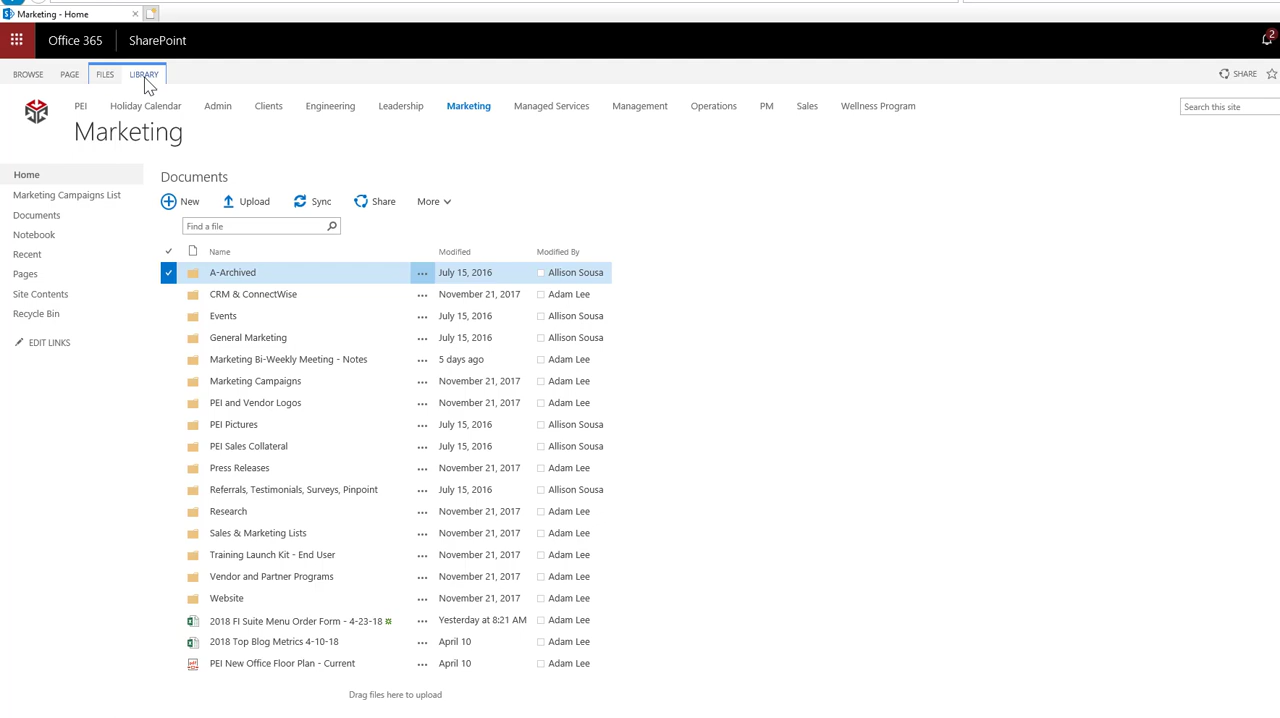 Marketing - Home
Office 365 SharePoint
2
BROWSE PAGE FILES LIBRARY SHARE
PEI Holiday Calendar Admin Clients Engineering Leadership Marketing Managed Services Management Operations PM Sales Wellness Program Search this site
Marketing
Home
Marketing Campaigns List
Documents
Notebook
Recent
Pages
Site Contents
Recycle Bin
EDIT LINKS
Documents
New Upload Sync Share More
Find a file
Name Modified Modified By
A-Archived ... July 15, 2016 Allison Sousa
CRM & ConnectWise ... November 21, 2017 Adam Lee
Events ... July 15, 2016 Allison Sousa
General Marketing ... July 15, 2016 Allison Sousa
Marketing Bi-Weekly Meeting - Notes ... 5 days ago Adam Lee
Marketing Campaigns ... November 21, 2017 Adam Lee
PEI and Vendor Logos ... November 21, 2017 Adam Lee
PEI Pictures ... July 15, 2016 Allison Sousa
PEI Sales Collateral ... July 15, 2016 Allison Sousa
Press Releases ... November 21, 2017 Adam Lee
Referrals, Testimonials, Surveys, Pinpoint ... July 15, 2016 Allison Sousa
Research ... November 21, 2017 Adam Lee
Sales & Marketing Lists ... November 21, 2017 Adam Lee
Training Launch Kit - End User ... November 21, 2017 Adam Lee
Vendor and Partner Programs ... November 21, 2017 Adam Lee
Website ... November 21, 2017 Adam Lee
2018 FI Suite Menu Order Form - 4-23-18 ... Yesterday at 8:21 AM Adam Lee
2018 Top Blog Metrics 4-10-18 ... April 10 Adam Lee
PEI New Office Floor Plan - Current ... April 10 Adam Lee
Drag files here to upload